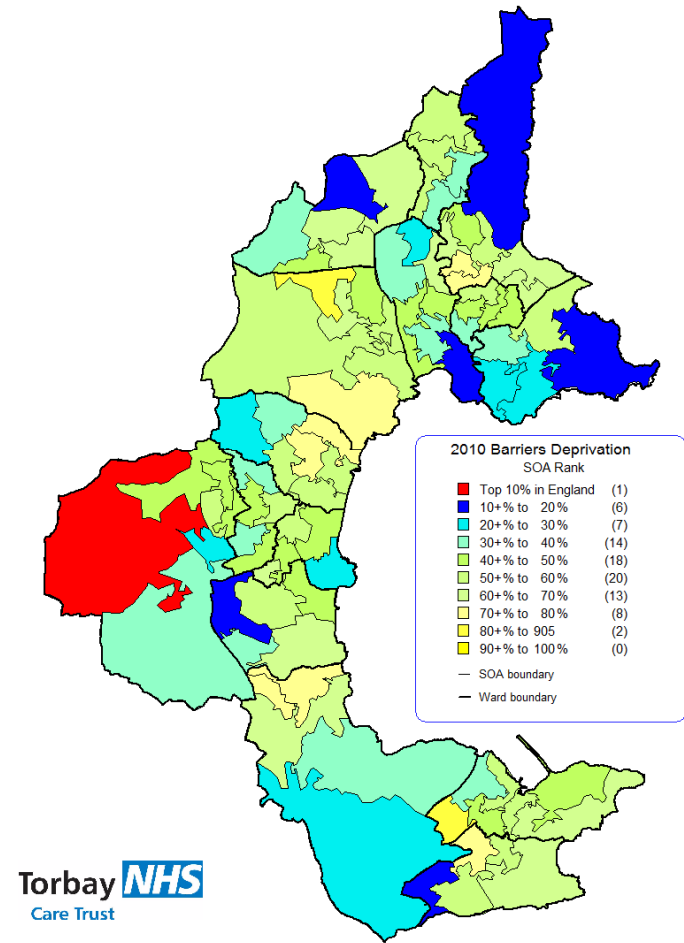 2010 Barriers Deprivation
SOA Rank
Top 10% in England (1)
10+% to 20% (6)
20+% to 30% (7)
30+% to 40% (14)
40+% to 50% (18)
50+% to 60% (20)
60+% to 70% (13)
70+% to 80% (8)
80+% to 905 (2)
90+% to 100% (0)
SOA boundary
Ward boundary
Torbay NHS
Care Trust